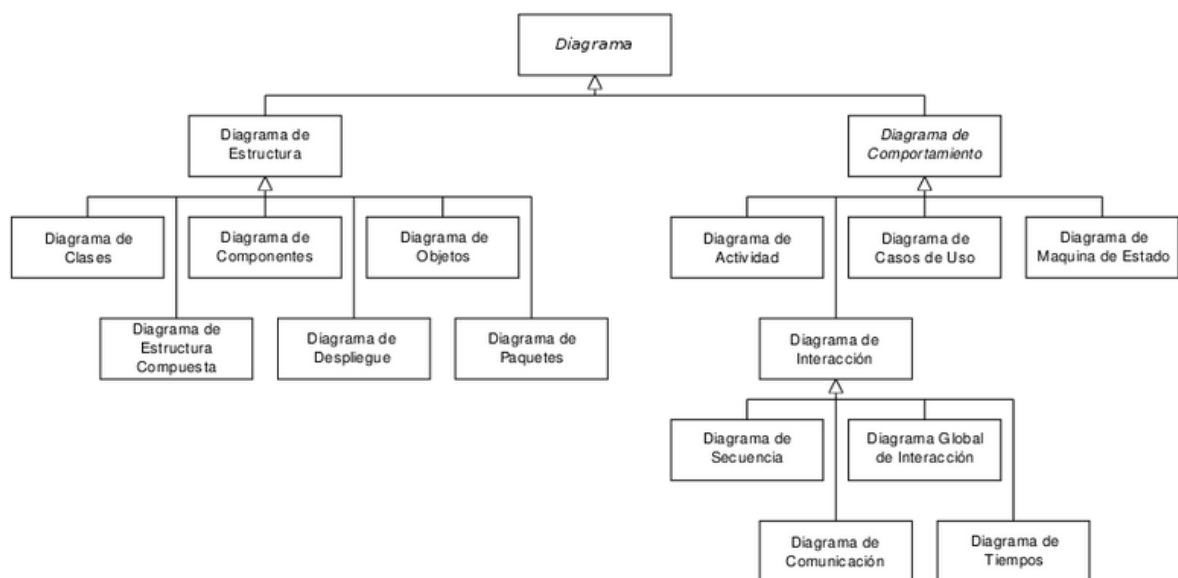 Diagrama
Diagrama de
Estructura
Diagrama de
Comportamiento
Diagrama de
Clases
Diagrama de
Componentes
Diagrama de
Objetos
Diagrama de
Actividad
Diagrama de
Casos de Uso
Diagrama de
Maquina de Estado
Diagrama de
Estructura
Compuesta
Diagrama de
Despliegue
Diagrama de
Paquetes
Diagrama de
Interacción
Diagrama de
Secuencia
Diagrama Global
de Interacción
Diagrama de
Comunicación
Diagrama de
Tiempos